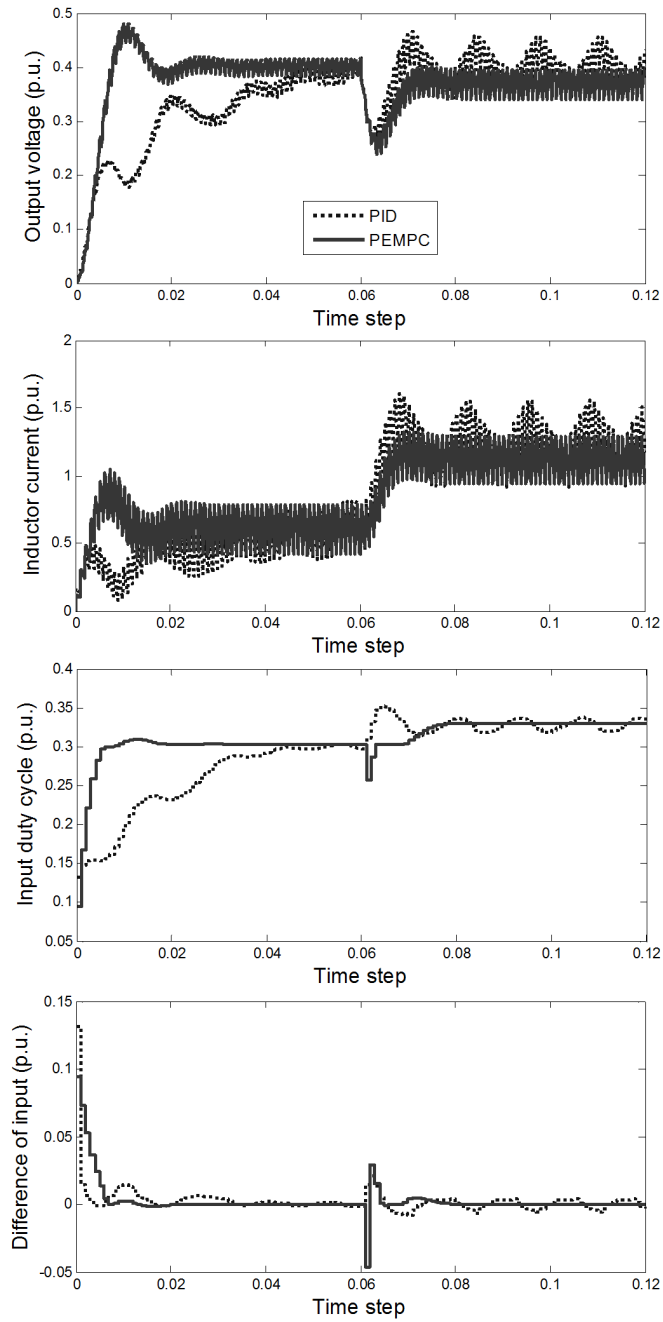 0.5
0.4
0.3
0.2
0.1
0
Output voltage (p.u.)
PID
PEMPC
0 0.02 0.04 0.06 0.08 0.1 0.12
Time step
2
1.5
1
0.5
0
Inductor current (p.u.)
0 0.02 0.04 0.06 0.08 0.1 0.12
Time step
0.4
0.35
0.3
0.25
0.2
0.15
0.1
0.05
Input duty cycle (p.u.)
0 0.02 0.04 0.06 0.08 0.1 0.12
Time step
0.15
0.1
0.05
0
-0.05
Difference of input (p.u.)
0 0.02 0.04 0.06 0.08 0.1 0.12
Time step